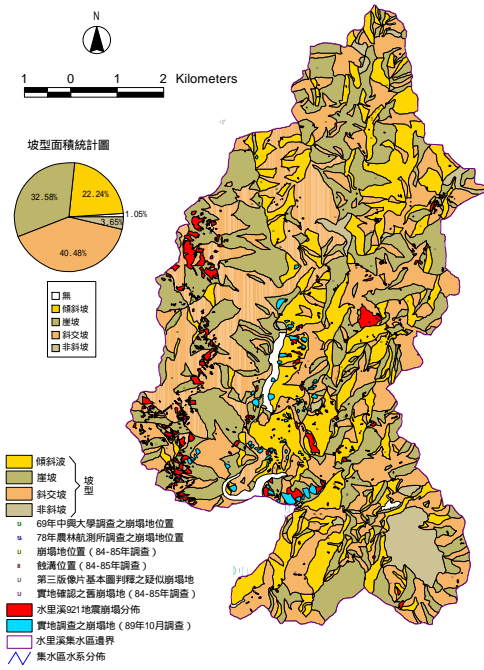 N
1 0 1 2 Kilometers
坡型面積統計圖
32.58%
22.24%
1.05%
3.65%
40.48%
無
傾斜坡
崖坡
斜交坡
非斜坡
傾斜波
崖坡
斜交坡
非斜坡
坡型
69年中興大學調查之崩塌地位置
78年農林航測所調查之崩塌地位置
崩塌地位置(84-85年調查)
蝕溝位置(84-85年調查)
第三版像片基本圖判釋之疑似崩塌地
實地確認之舊崩塌地(84-85年調查)
水里溪921地震崩塌分佈
實地調查之崩塌地(89年10月調查)
水里溪集水區邊界
集水區水系分佈